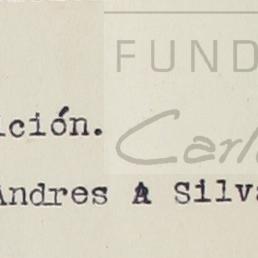 FUND
ición.
Carl
Andres A Silva